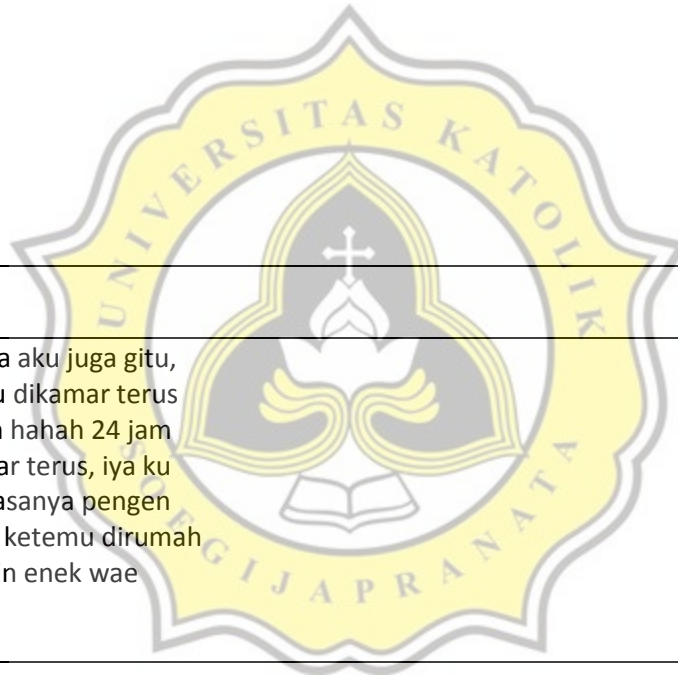 UNIVERSITAS KATOLIK
SOEGIJAPRANATA
a aku juga gitu,
u dikamar terus
n hahah 24 jam
ar terus, iya ku
asanya pengen
ketemu dirumah
n enek wae